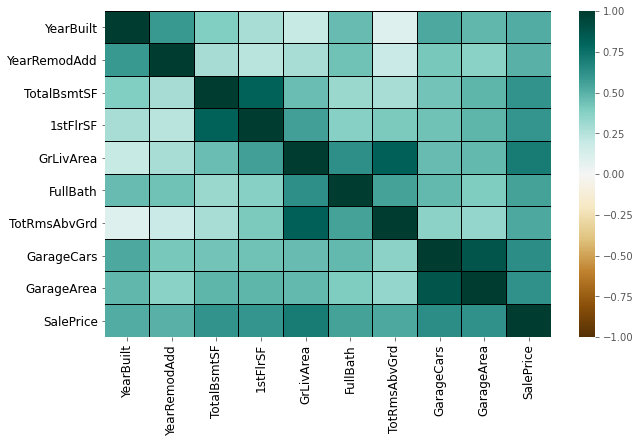 YearBuilt
YearRemodAdd
TotalBsmtSF
1stFlrSF
GrLivArea
FullBath
TotRmsAbvGrd
GarageCars
GarageArea
SalePrice
YearBuilt
YearRemodAdd
TotalBsmtSF
1stFlrSF
GrLivArea
FullBath
TotRmsAbvGrd
GarageCars
GarageArea
SalePrice
1.00
0.75
0.50
0.25
0.00
−0.25
−0.50
−0.75
−1.00